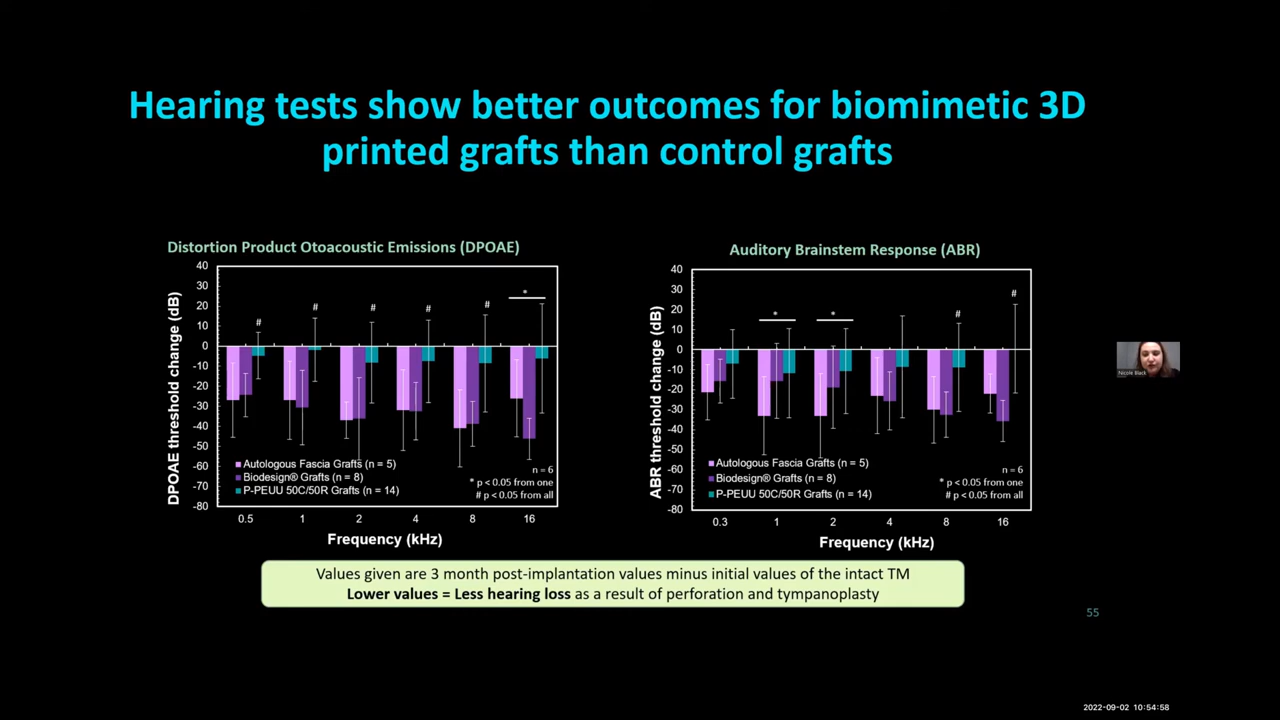 Hearing tests show better outcomes for biomimetic 3D
printed grafts than control grafts
Distortion Product Otoacoustic Emissions (DPOAE)
40
30
20
10
0
-10
-20
-30
-40
-50
-60
-70
-80
DPOAE threshold change (dB)
#
#
#
#
#
*
Autologous Fascia Grafts (n = 5)
Biodesign® Grafts (n = 8)
P-PEUU 50C/50R Grafts (n = 14)
n = 6
* p < 0.05 from one
# p < 0.05 from all
0.5 1 2 4 8 16
Frequency (kHz)
Auditory Brainstem Response (ABR)
40
30
20
10
0
-10
-20
-30
-40
-50
-60
-70
-80
ABR threshold change (dB)
*
*
#
#
Autologous Fascia Grafts (n = 5)
Biodesign® Grafts (n = 8)
P-PEUU 50C/50R Grafts (n = 14)
n = 6
* p < 0.05 from one
# p < 0.05 from all
0.3 1 2 4 8 16
Frequency (kHz)
Nicole Black
Values given are 3 month post-implantation values minus initial values of the intact TM
Lower values = Less hearing loss as a result of perforation and tympanoplasty
55
2022-09-02 10:54:58